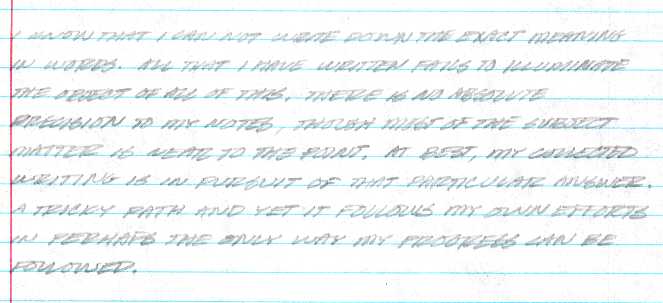 I KNOW THAT I CAN NOT WRITE DOWN THE EXACT MEANING
IN WORDS. ALL THAT I HAVE WRITTEN FAILS TO ILLUMINATE
THE OBJECT OF ALL OF THIS. THERE IS NO ABSOLUTE
PRECISION TO MY NOTES, THOUGH MOST OF THE SUBJECT
MATTER IS NEAR TO THE POINT. AT BEST, MY COLLECTED
WRITING IS IN PURSUIT OF THAT PARTICULAR ANSWER.
A TRICKY PATH AND YET IT FOLLOWS MY OWN EFFORTS
IN PERHAPS THE ONLY WAY MY PROGRESS CAN BE
FOLLOWED.